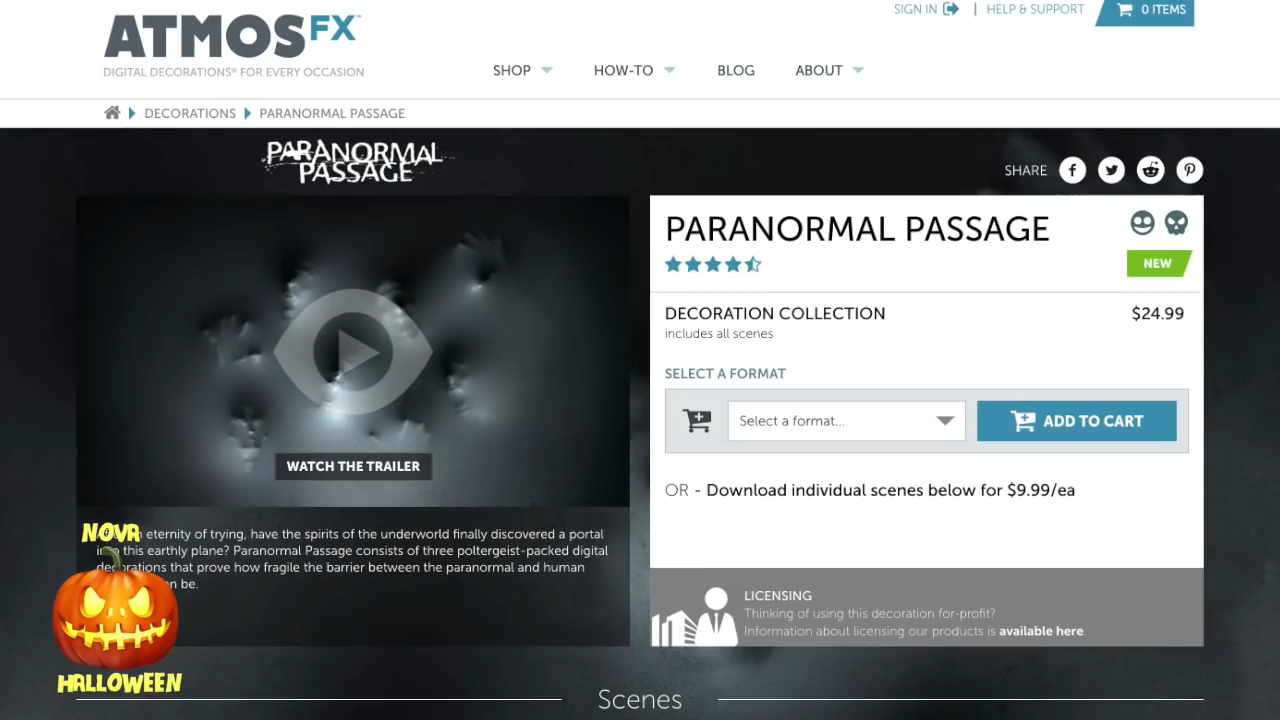 ATMOSFX™
DIGITAL DECORATIONS® FOR EVERY OCCASION
SIGN IN | HELP & SUPPORT
0 ITEMS
SHOP HOW-TO BLOG ABOUT
DECORATIONS PARANORMAL PASSAGE
PARANORMAL
PASSAGE
SHARE
WATCH THE TRAILER
eternity of trying, have the spirits of the underworld finally discovered a portal
this earthly plane? Paranormal Passage consists of three poltergeist-packed digital
that prove how fragile the barrier between the paranormal and human
be.
PARANORMAL PASSAGE
NEW
DECORATION COLLECTION $24.99
includes all scenes
SELECT A FORMAT
Select a format... ADD TO CART
OR - Download individual scenes below for $9.99/ea
LICENSING
Thinking of using this decoration for-profit?
Information about licensing our products is available here.
NOVA
HALLOWEEN
Scenes